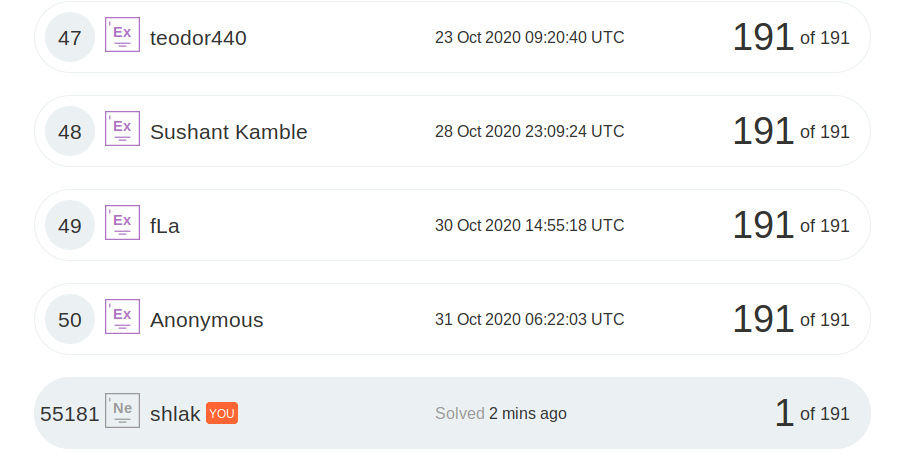 47 Ex teodor440 23 Oct 2020 09:20:40 UTC 191 of 191
48 Ex Sushant Kamble 28 Oct 2020 23:09:24 UTC 191 of 191
49 Ex fLa 30 Oct 2020 14:55:18 UTC 191 of 191
50 Ex Anonymous 31 Oct 2020 06:22:03 UTC 191 of 191
55181 Ne shlak YOU Solved 2 mins ago 1 of 191